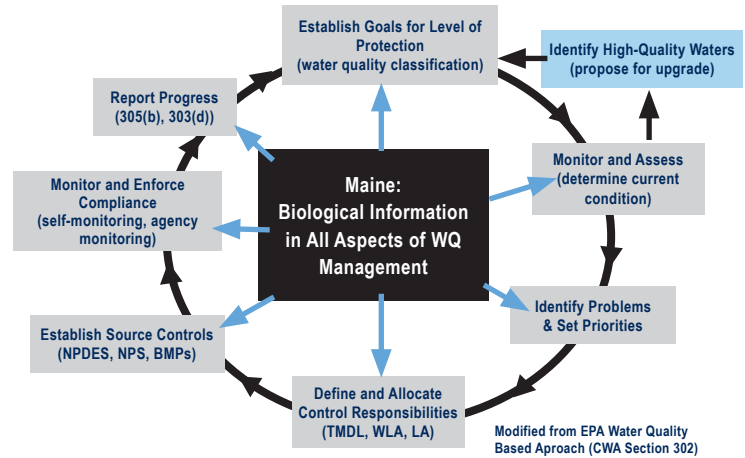 Establish Goals for Level of
Protection
(water quality classification)
Identify High-Quality Waters
(propose for upgrade)
Report Progress
(305(b), 303(d))
Monitor and Assess
(determine current
condition)
Maine:
Biological Information
in All Aspects of WQ
Management
Monitor and Enforce
Compliance
(self-monitoring, agency
monitoring)
Identify Problems
& Set Priorities
Establish Source Controls
(NPDES, NPS, BMPs)
Define and Allocate
Control Responsibilities
(TMDL, WLA, LA)
Modified from EPA Water Quality
Based Aproach (CWA Section 302)